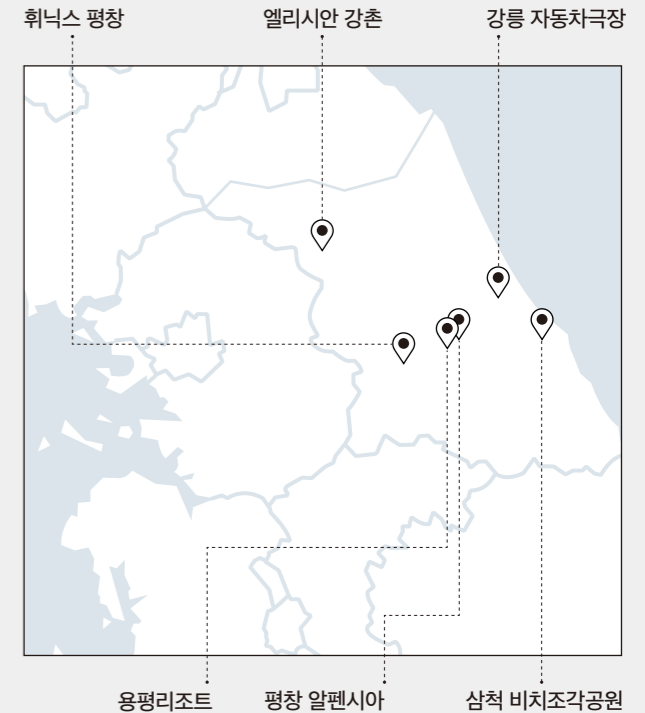 휘닉스 평창
엘리시안 강촌
강릉 자동차극장
용평리조트
평창 알펜시아
삼척 비치조각공원